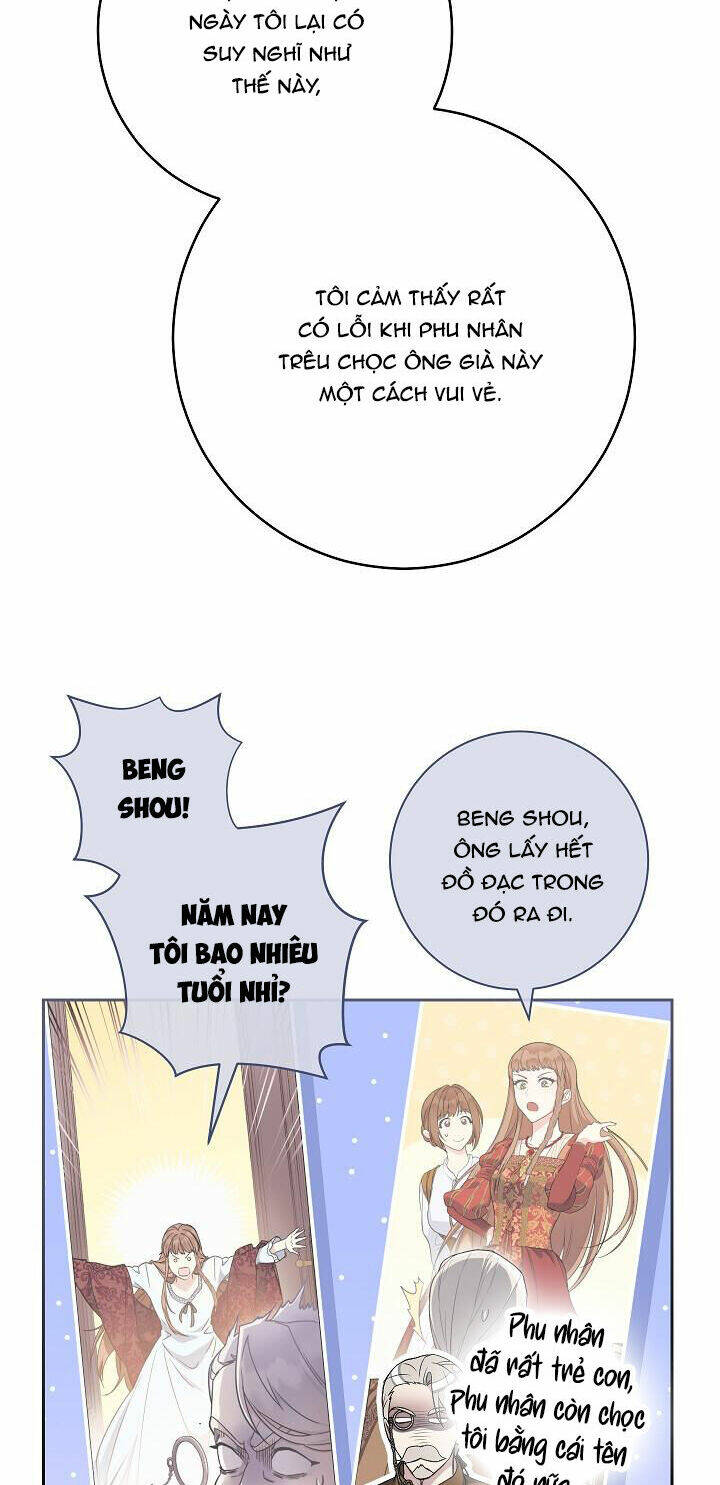 NGÀY TÔI LẠI CÓ
SUY NGHĨ NHƯ
THẾ NÀY,
TÔI CẢM THẤY RẤT
CÓ LỖI KHI PHU NHÂN
TRÊU CHỌC ÔNG GIÀ NÀY
MỘT CÁCH VUI VẺ.
BENG
SHOU!
NĂM NAY
TÔI BAO NHIÊU
TUỔI NHỈ?
BENG SHOU,
ÔNG LẤY HẾT
ĐỒ ĐẠC TRONG
ĐÓ RA ĐI.
Phu nhân
đã rất trẻ con,
Phu nhân còn chọc
tôi bằng cái tên
đó nữa